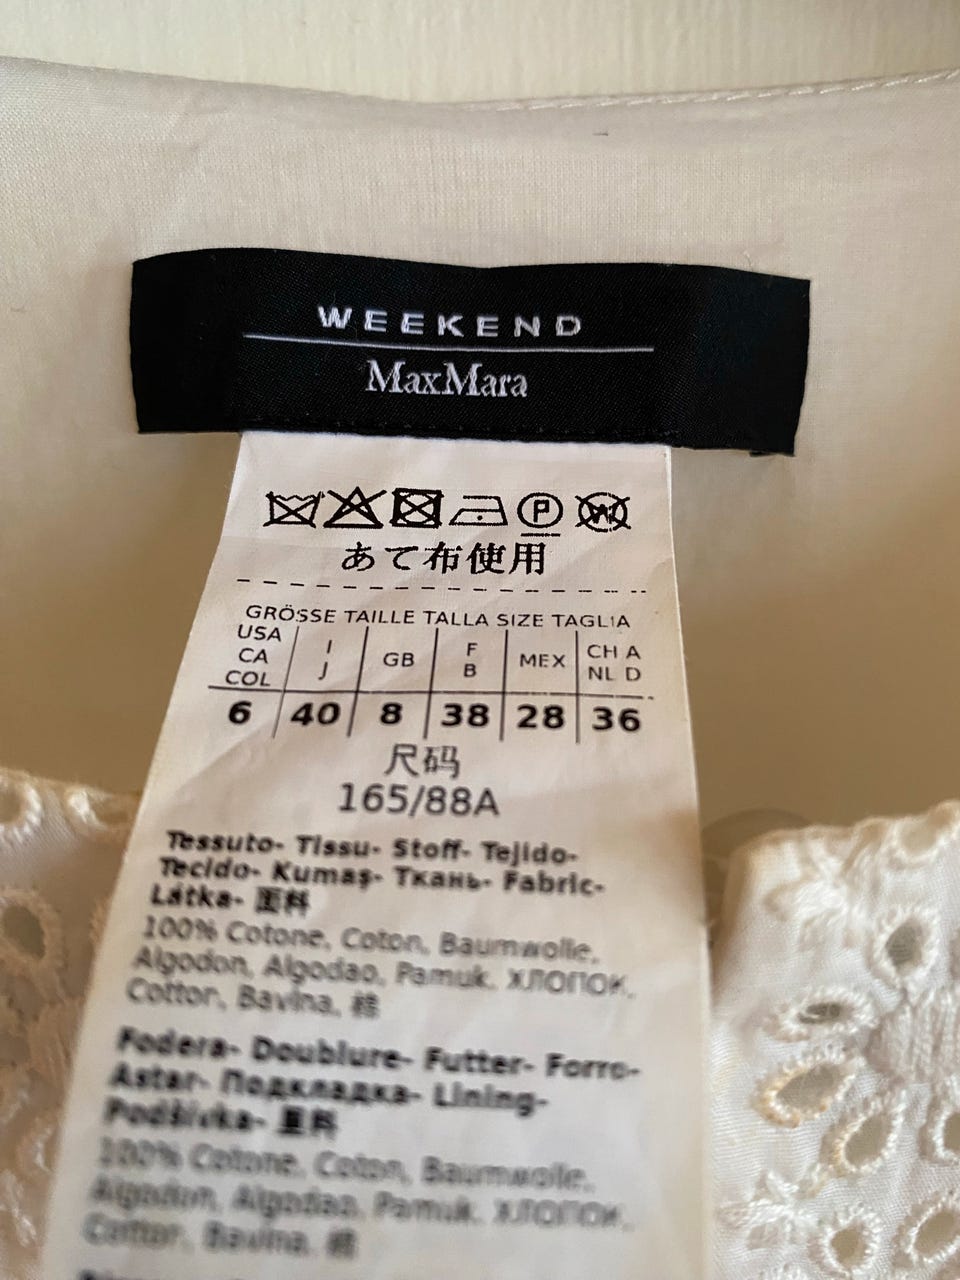 WEEKEND
MaxMara
P W
あて布使用
GRÖSSE TAILLE TALLA SIZE TAGLIA
USA CA COL I J GB F B MEX CH A NL D
6 40 8 38 28 36
尺码
165/88A
Tessuto- Tissu- Stoff- Tejido-
Tecido- Kumaş- Ткань- Fabric-
Látka- 面料
100% Cotone, Coton, Baumwolle,
Algodon, Algodao, Pamuk, ХЛОПОК,
Cotton, Bavlna, 棉
Fodera- Doublure- Futter- Forro-
Astar- Подкладка- Lining-
Podšívka- 里料
100% Cotone, Coton, Baumwolle,
Algodon, Algodao, Pamuk, ХЛОПОК,
Cotton, Bavlna, 棉